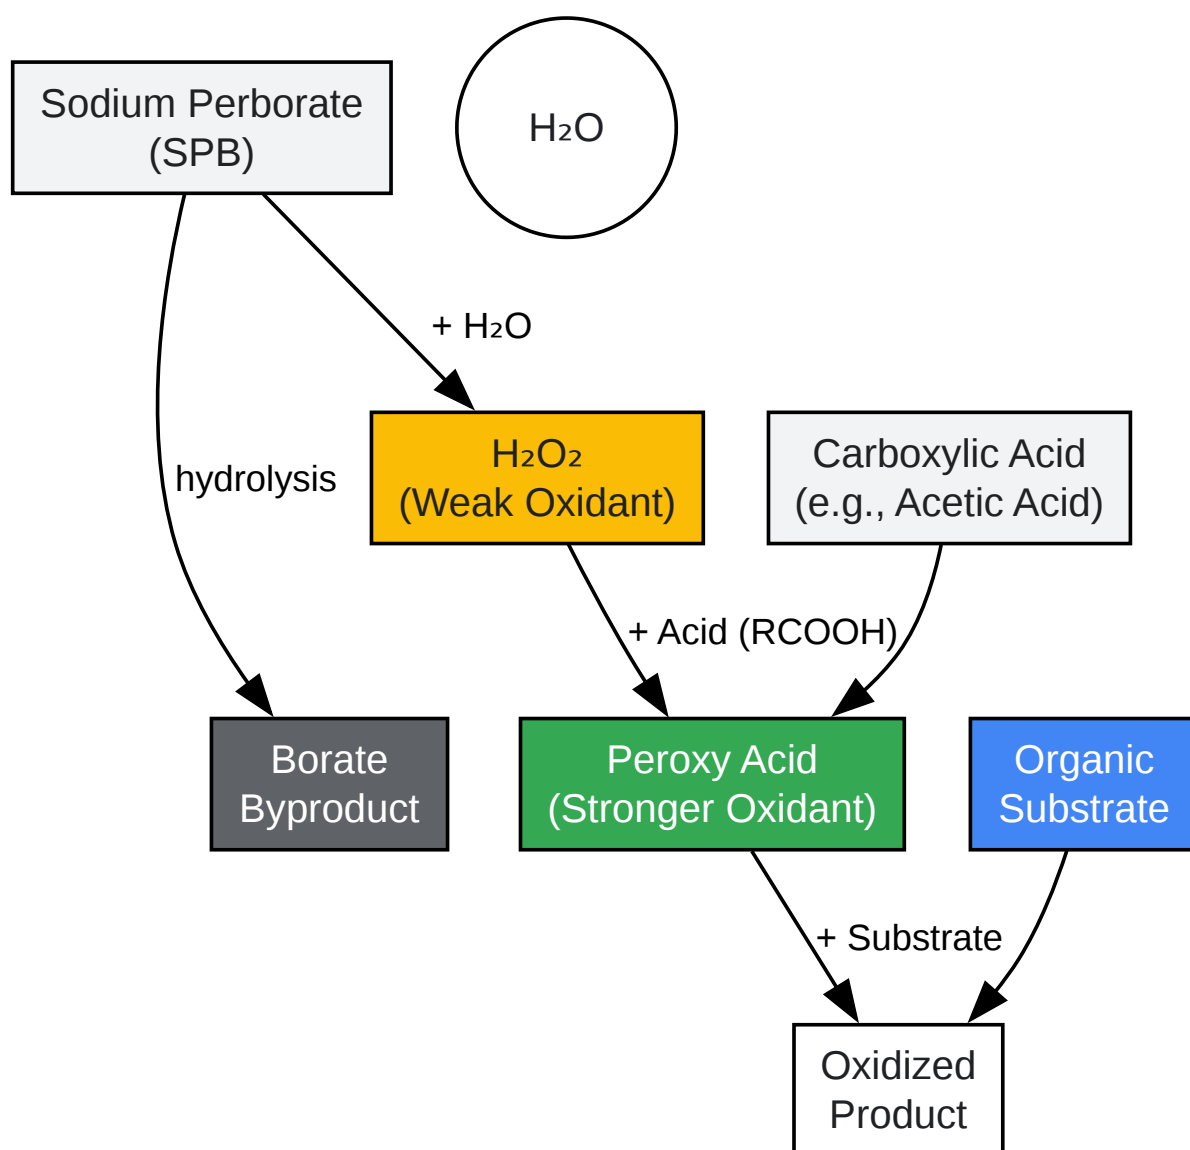 Sodium Perborate
(SPB)
H₂O
+ H₂O
hydrolysis
H₂O₂
(Weak Oxidant)
Carboxylic Acid
(e.g., Acetic Acid)
+ Acid (RCOOH)
Borate
Byproduct
Peroxy Acid
(Stronger Oxidant)
Organic
Substrate
+ Substrate
Oxidized
Product